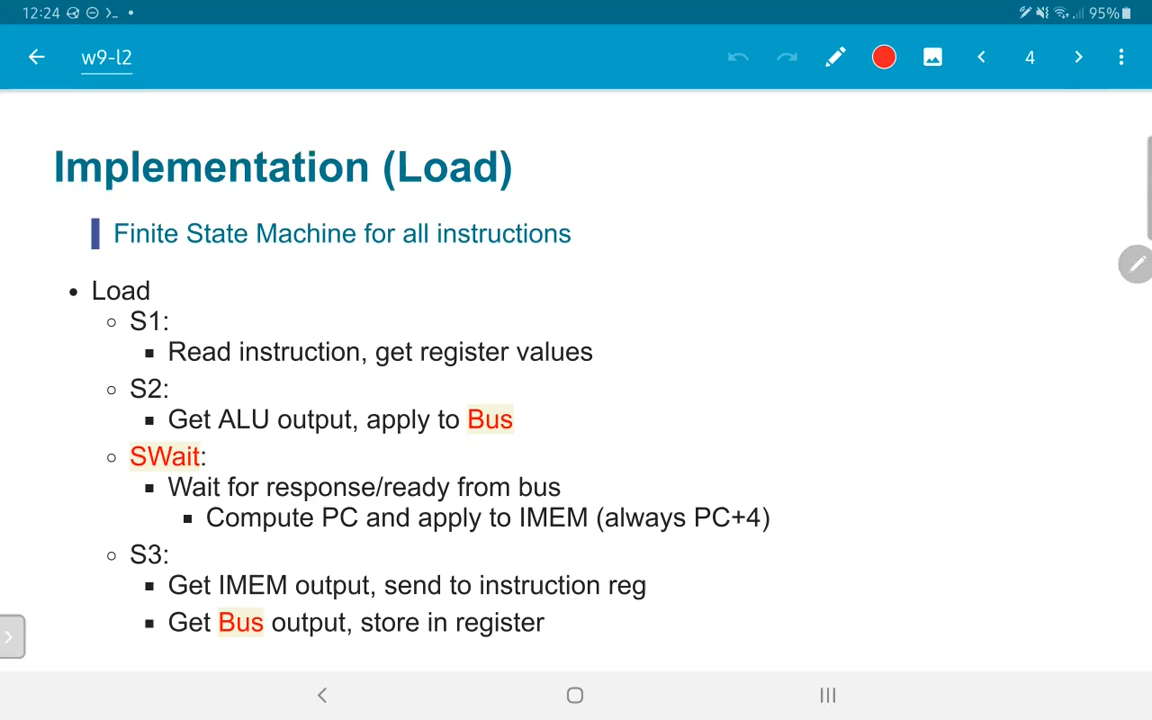 12:24
95%
w9-l2
4
Implementation (Load)
Finite State Machine for all instructions
Load
S1:
Read instruction, get register values
S2:
Get ALU output, apply to Bus
SWait:
Wait for response/ready from bus
Compute PC and apply to IMEM (always PC+4)
S3:
Get IMEM output, send to instruction reg
Get Bus output, store in register